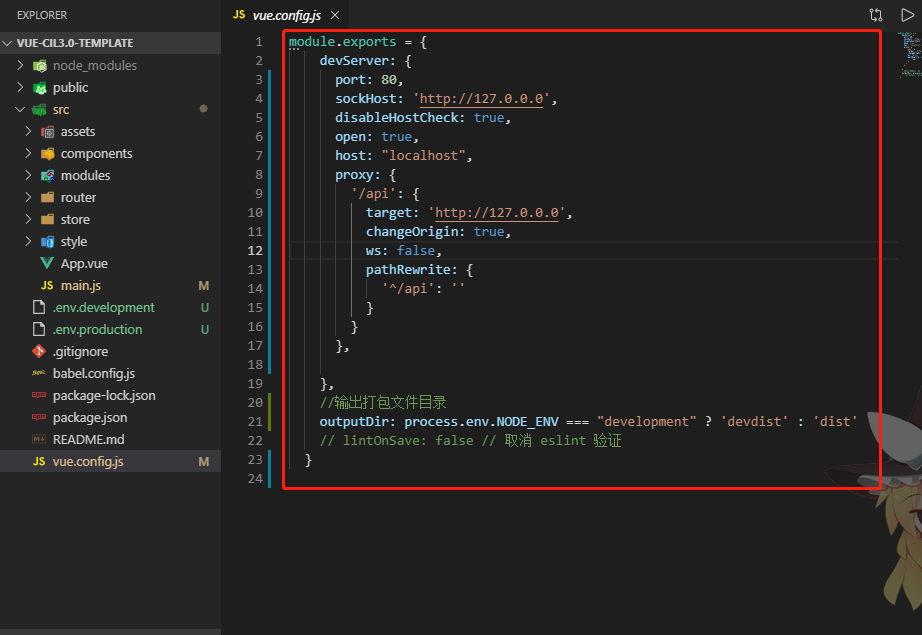 EXPLORER
VUE-CIL3.0-TEMPLATE
node_modules
public
src
assets
components
modules
router
store
style
App.vue
JS main.js M
.env.development U
.env.production U
.gitignore
babel.config.js
package-lock.json
package.json
README.md
JS vue.config.js M
JS vue.config.js
1 module.exports = {
2 devServer: {
3 port: 80,
4 sockHost: 'http://127.0.0.0',
5 disableHostCheck: true,
6 open: true,
7 host: "localhost",
8 proxy: {
9 '/api': {
10 target: 'http://127.0.0.0',
11 changeOrigin: true,
12 ws: false,
13 pathRewrite: {
14 '^/api': ''
15 }
16 }
17 },
18
19 },
20 //输出打包文件目录
21 outputDir: process.env.NODE_ENV === "development" ? 'devdist' : 'dist'
22 // lintOnSave: false // 取消 eslint 验证
23 }
24